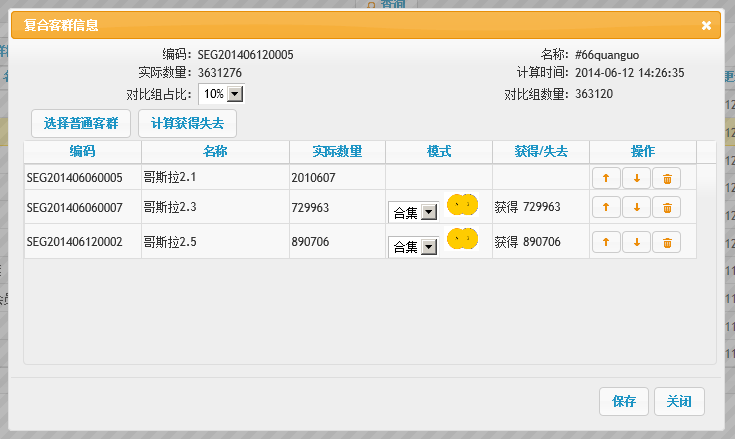 查询
复合客群信息
编码: SEG201406120005 名称: #66quanguo
实际数量: 3631276 计算时间: 2014-06-12 14:26:35
对比组占比: 10% 对比组数量: 363120
选择普通客群 计算获得失去
编码 名称 实际数量 模式 获得/失去 操作
SEG201406060005 哥斯拉2.1 2010607
SEG201406060007 哥斯拉2.3 729963 合集 获得 729963
SEG201406120002 哥斯拉2.5 890706 合集 获得 890706
保存 关闭